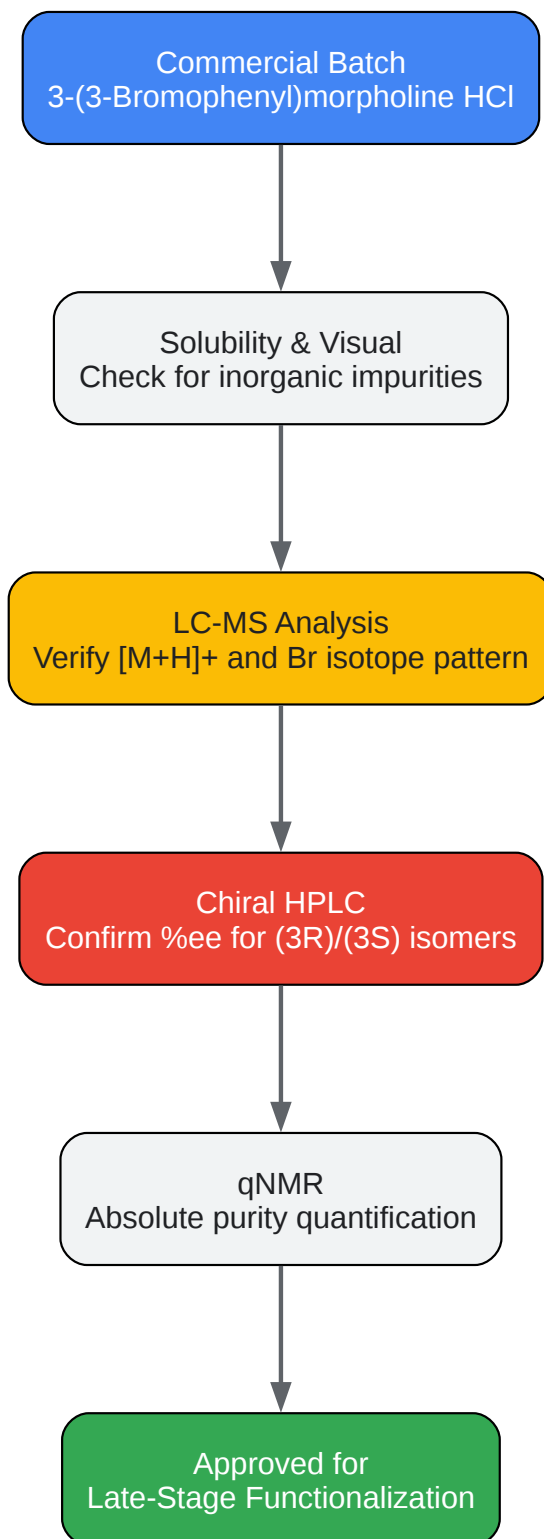 Commercial Batch
3-(3-Bromophenyl)morpholine HCl
Solubility & Visual
Check for inorganic impurities
LC-MS Analysis
Verify [M+H]+ and Br isotope pattern
Chiral HPLC
Confirm %ee for (3R)/(3S) isomers
qNMR
Absolute purity quantification
Approved for
Late-Stage Functionalization